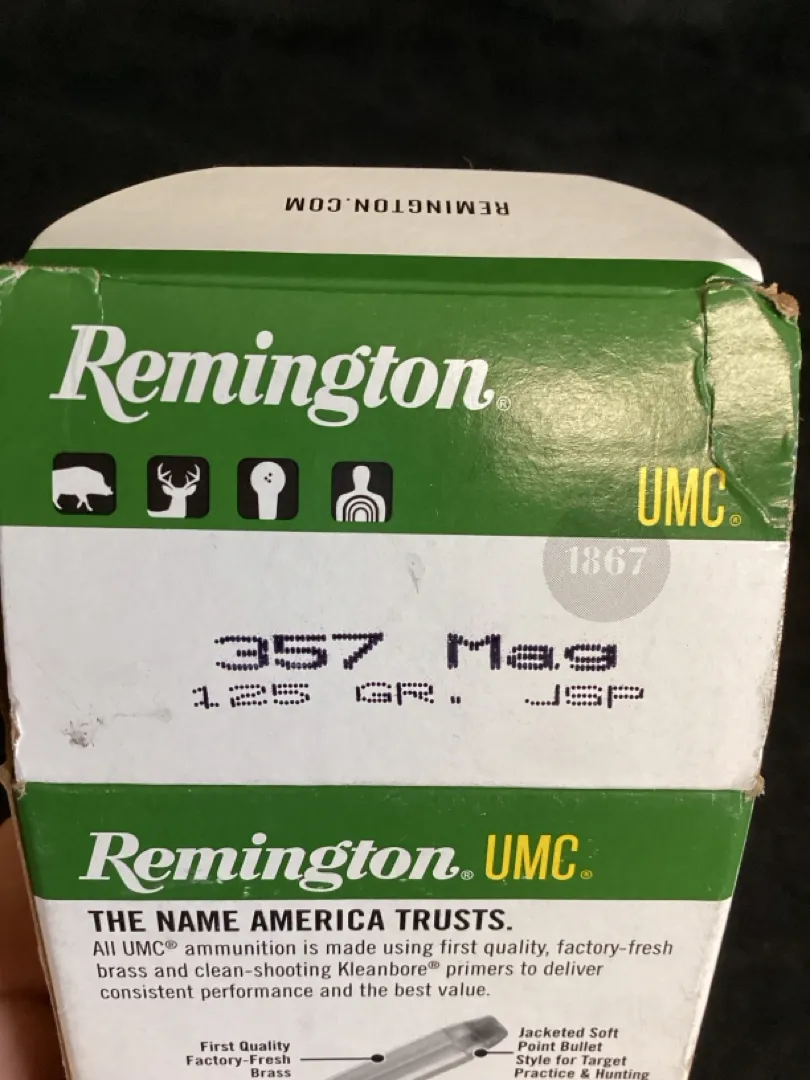 REMINGTON.COM
Remington®
UMC®
1867
357 Mag
125 GR. JSP
Remington® UMC®
THE NAME AMERICA TRUSTS.
All UMC® ammunition is made using first quality, factory-fresh
brass and clean-shooting Kleanbore® primers to deliver
consistent performance and the best value.
First Quality
Factory-Fresh
Brass
Jacketed Soft
Point Bullet
Style for Target
Practice & Hunting